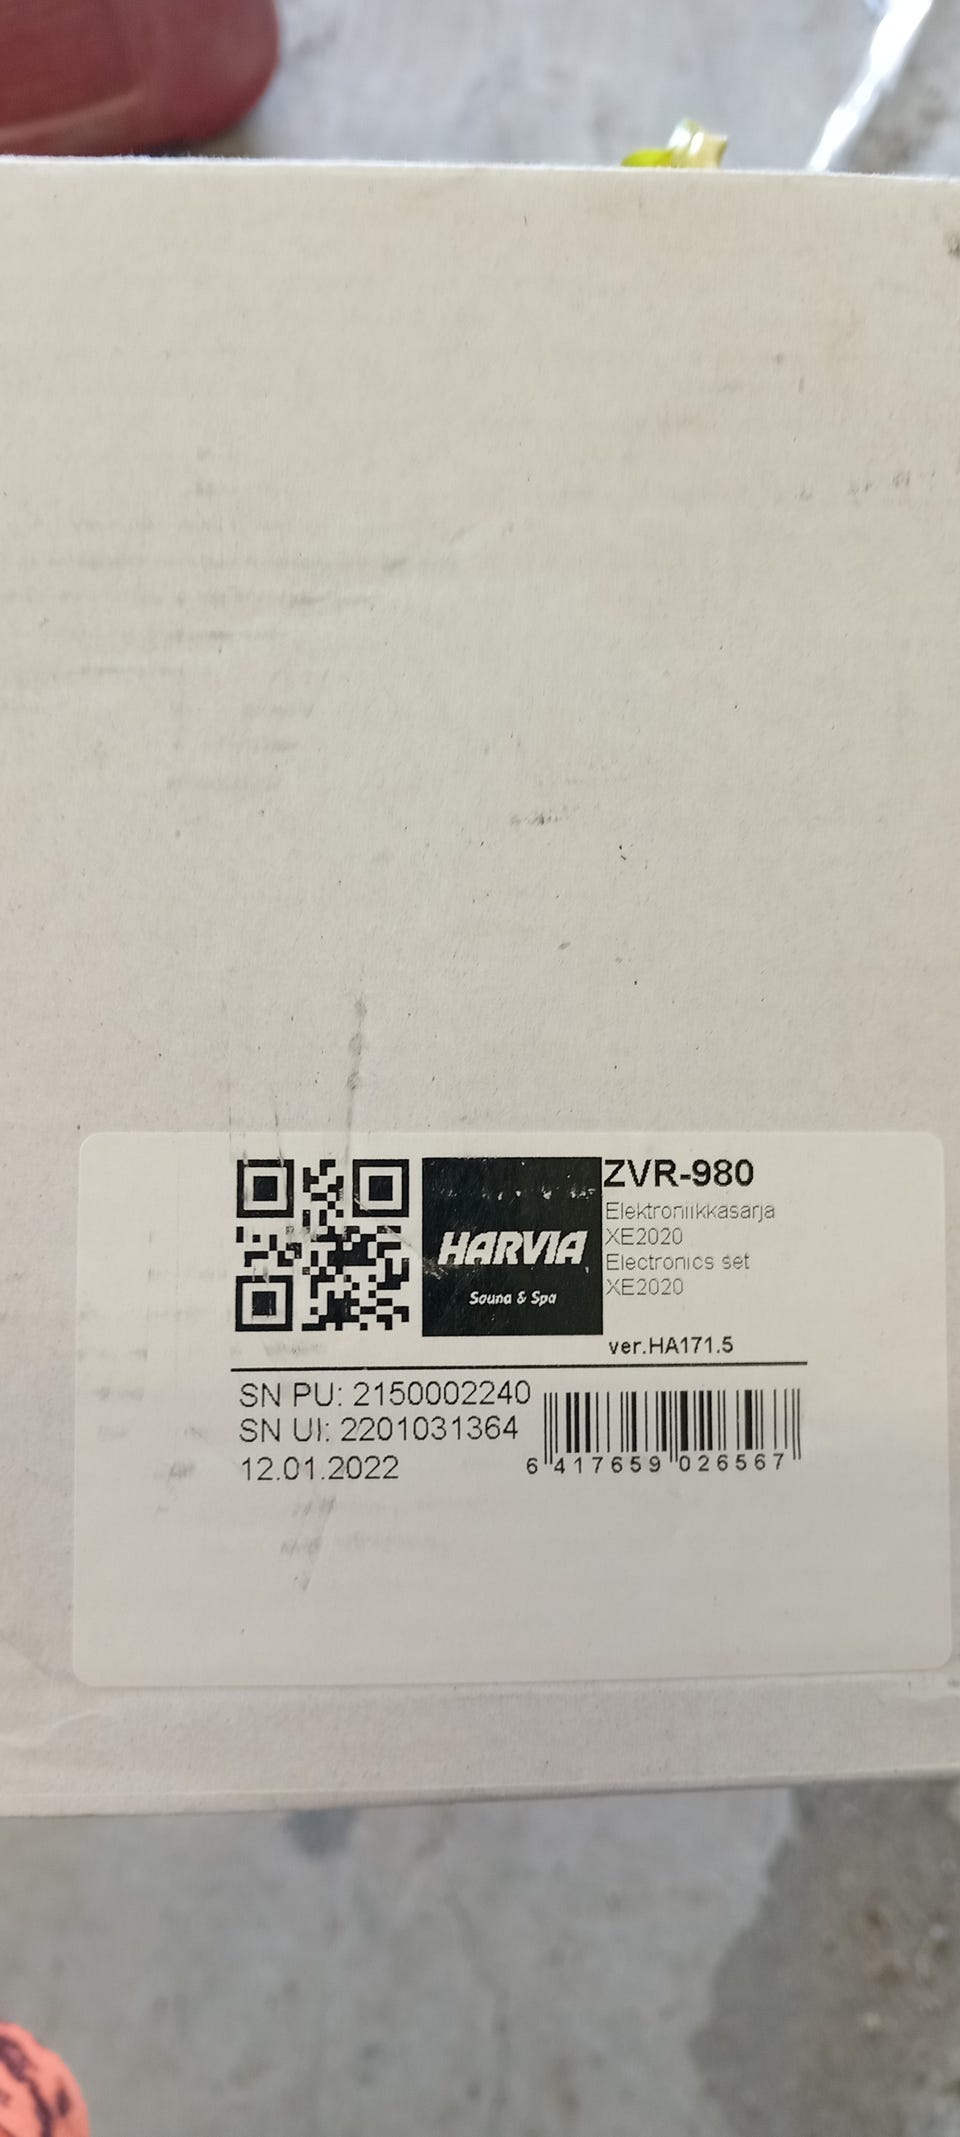 ZVR-980
Elektroniikkasarja
XE2020
Electronics set
XE2020
HARVIA
Sauna & Spa
ver.HA171.5
SN PU: 2150002240
SN UI: 2201031364
12.01.2022
6 417659 026567